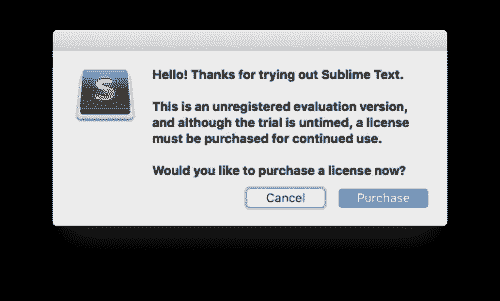 Hello! Thanks for trying out Sublime Text.
This is an unregistered evaluation version,
and although the trial is untimed, a license
must be purchased for continued use.
Would you like to purchase a license now?
Cancel
Purchase